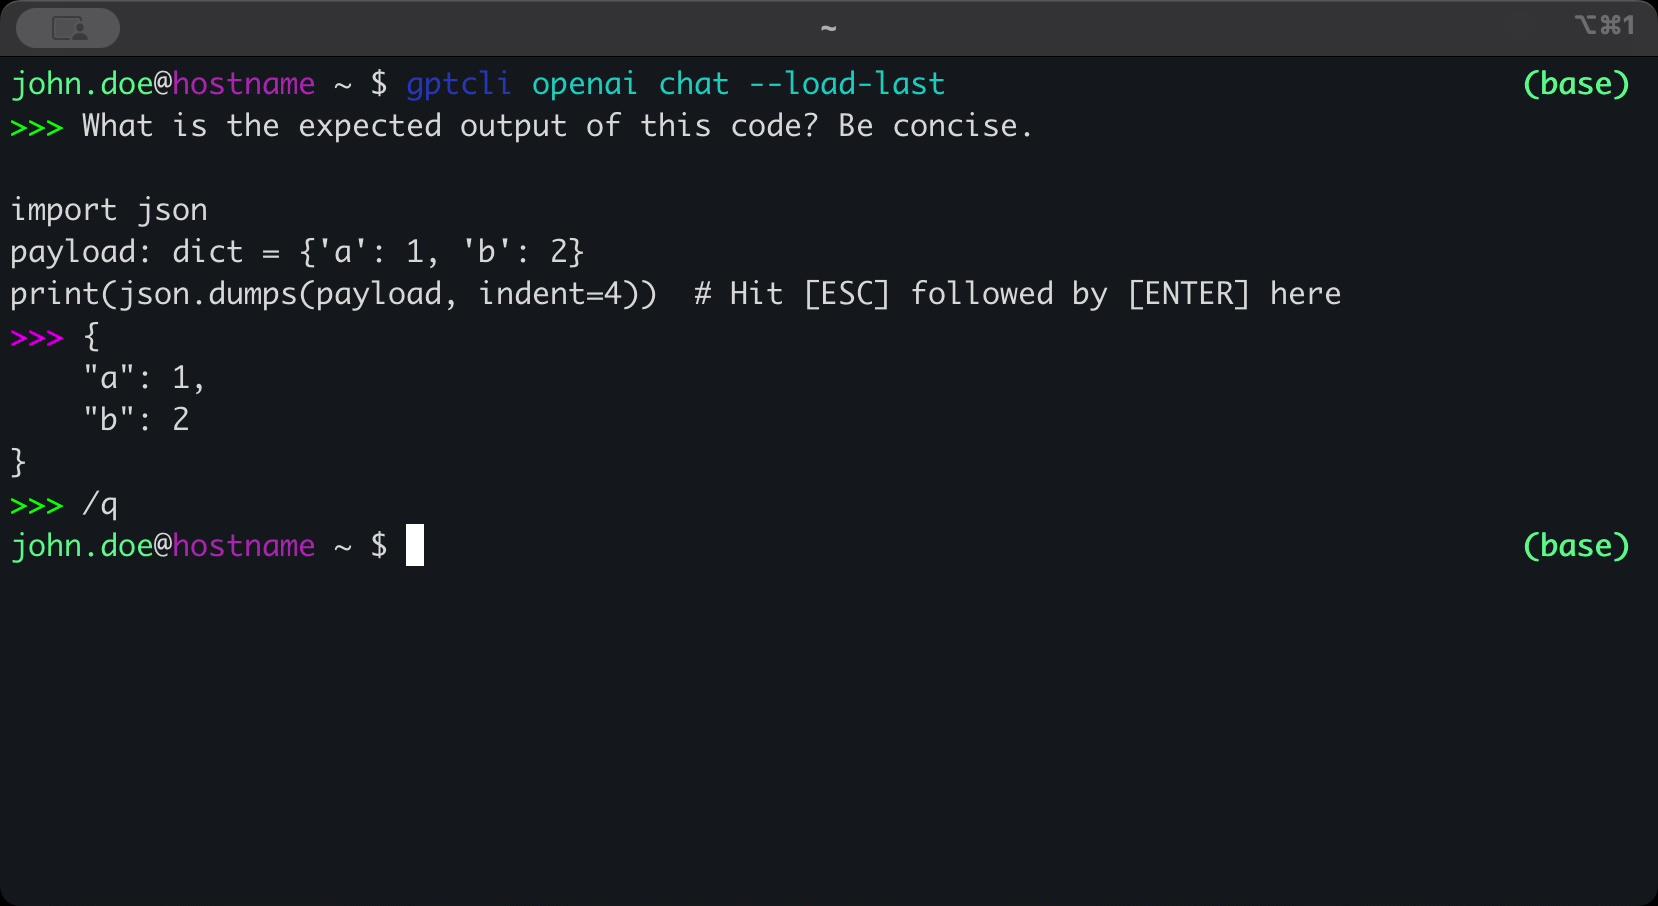 ~ ⌥⌘1
john.doe@hostname ~ $ gptcli openai chat --load-last (base)
>>> What is the expected output of this code? Be concise.

import json
payload: dict = {'a': 1, 'b': 2}
print(json.dumps(payload, indent=4))  # Hit [ESC] followed by [ENTER] here
>>> {
    "a": 1,
    "b": 2
}
>>> /q
john.doe@hostname ~ $ (base)